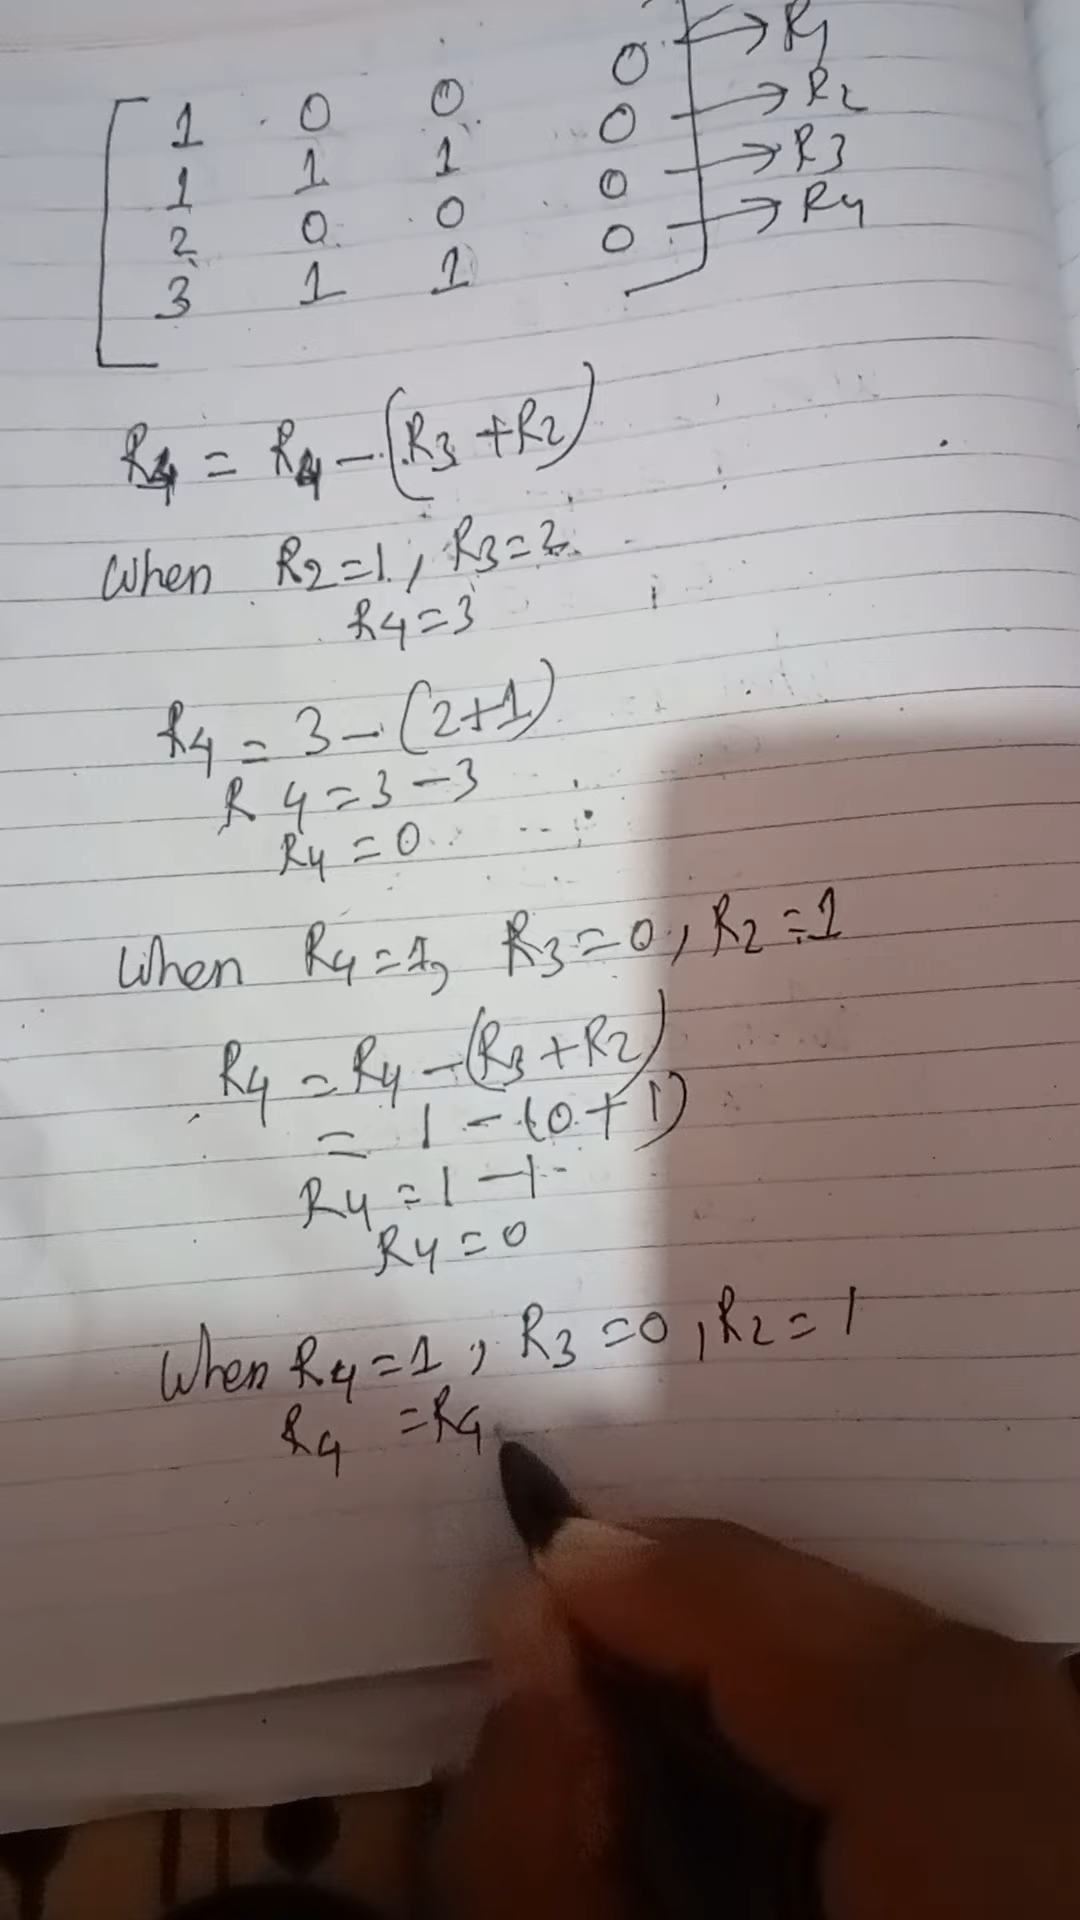 1 0 0 0 → R1
1 1 1 0 → R2
2 0 0 0 → R3
3 1 1 0 → R4
R4 = R4 - (R3 + R2)
When R2 = 1, R3 = 2
R4 = 3
R4 = 3 - (2+1)
R4 = 3 - 3
R4 = 0
When R4 = 1, R3 = 0, R2 = 1
R4 = R4 - (R3 + R2)
= 1 - (0 + 1)
R4 = 1 - 1
R4 = 0
When R4 = 1, R3 = 0, R2 = 1
R4 = R4